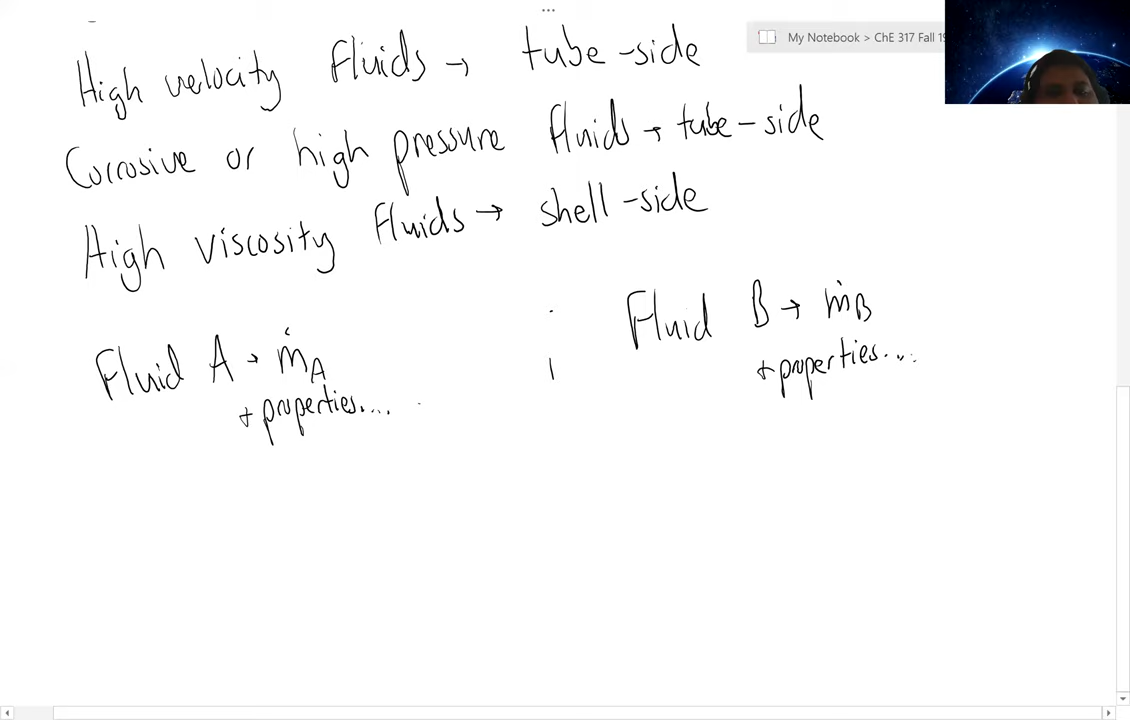 My Notebook > ChE 317 Fall 19
High velocity fluids → tube-side
Corrosive or high pressure fluids → tube-side
High viscosity fluids → shell-side
Fluid A → ṁA
+ properties....
Fluid B → ṁB
+ properties....